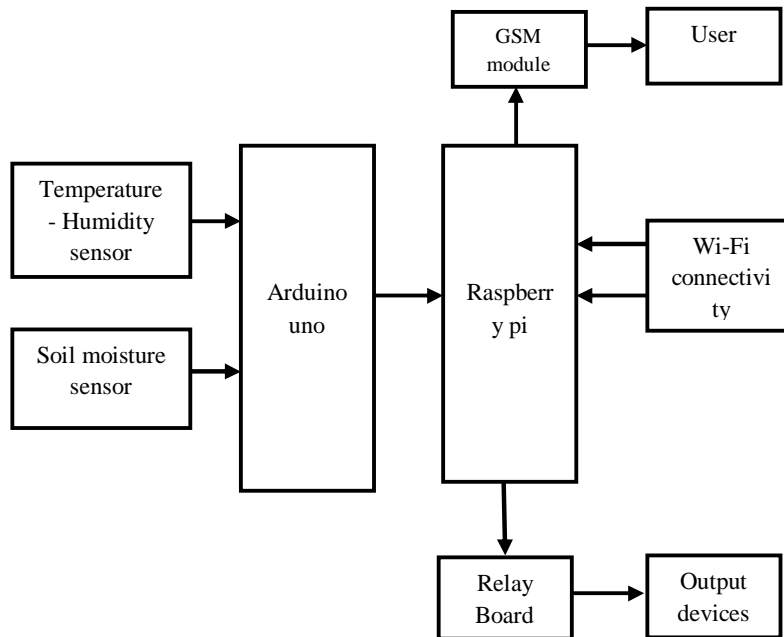 GSM
module
User
Temperature
- Humidity
sensor
Arduino
uno
Raspberr
y pi
Wi-Fi
connectivi
ty
Soil moisture
sensor
Relay
Board
Output
devices